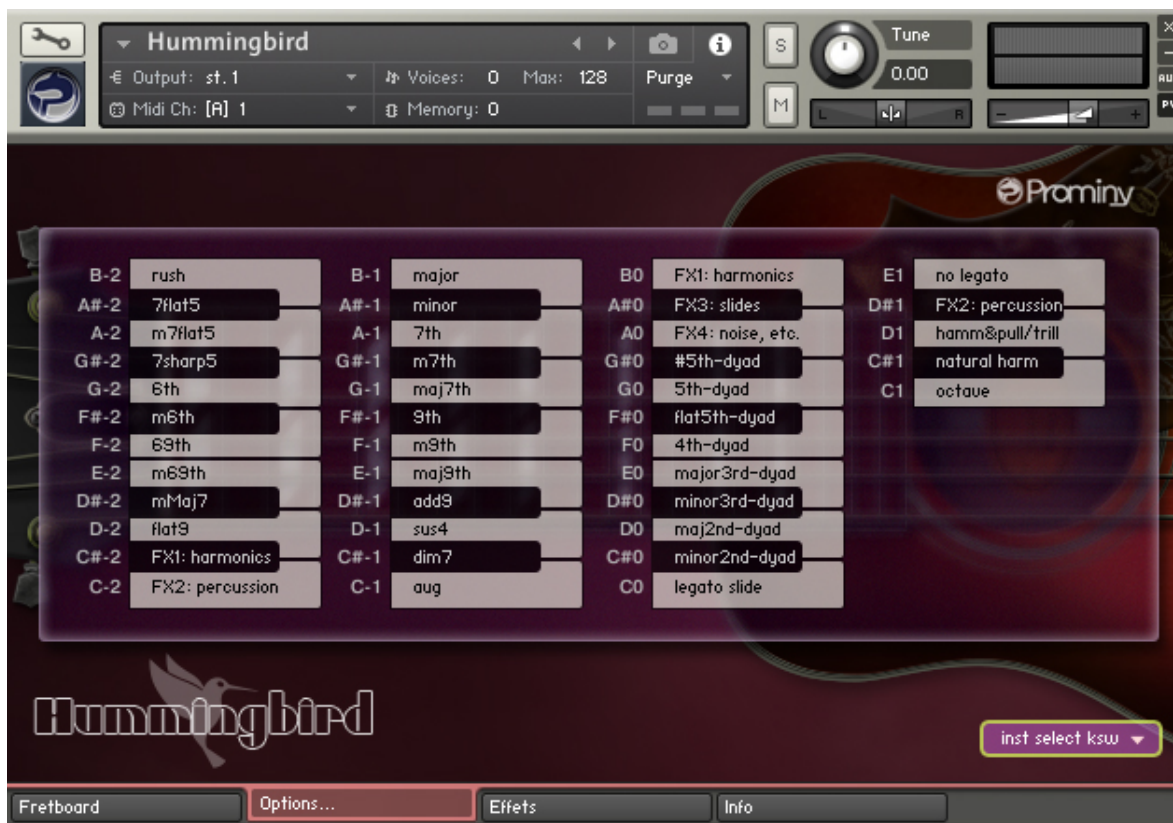 Hummingbird
Output: st.1
Voices: 0 Max: 128
Purge
Midi Ch: [A] 1
Memory: 0
S
M
Tune
0.00
L R
- +
AU
PV
Prominy
B-2 rush
A#-2 7flat5
A-2 m7flat5
G#-2 7sharp5
G-2 6th
F#-2 m6th
F-2 69th
E-2 m69th
D#-2 mMaj7
D-2 flat9
C#-2 FX1: harmonics
C-2 FX2: percussion
B-1 major
A#-1 minor
A-1 7th
G#-1 m7th
G-1 maj7th
F#-1 9th
F-1 m9th
E-1 maj9th
D#-1 add9
D-1 sus4
C#-1 dim7
C-1 aug
B0 FX1: harmonics
A#0 FX3: slides
A0 FX4: noise, etc.
G#0 #5th-dyad
G0 5th-dyad
F#0 flat5th-dyad
F0 4th-dyad
E0 major3rd-dyad
D#0 minor3rd-dyad
D0 maj2nd-dyad
C#0 minor2nd-dyad
C0 legato slide
E1 no legato
D#1 FX2: percussion
D1 hamm&pull/trill
C#1 natural harm
C1 octave
Hummingbird
inst select ksw
Fretboard
Options...
Effets
Info